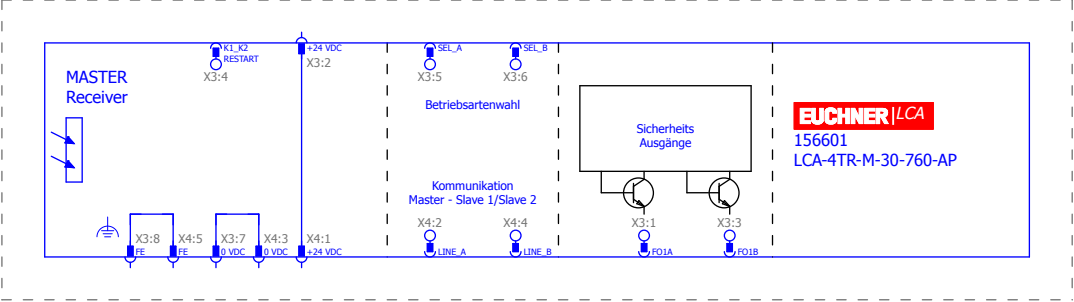 K1_K2
RESTART
X3:4
+24 VDC
X3:2
SEL_A
X3:5
SEL_B
X3:6
MASTER
Receiver
Betriebsartenwahl
Sicherheits
Ausgänge
EUCHNER|LCA
156601
LCA-4TR-M-30-760-AP
Kommunikation
Master - Slave 1/Slave 2
X3:8
FE
X4:5
FE
X3:7
0 VDC
X4:3
0 VDC
X4:1
+24 VDC
X4:2
LINE_A
X4:4
LINE_B
X3:1
FO1A
X3:3
FO1B